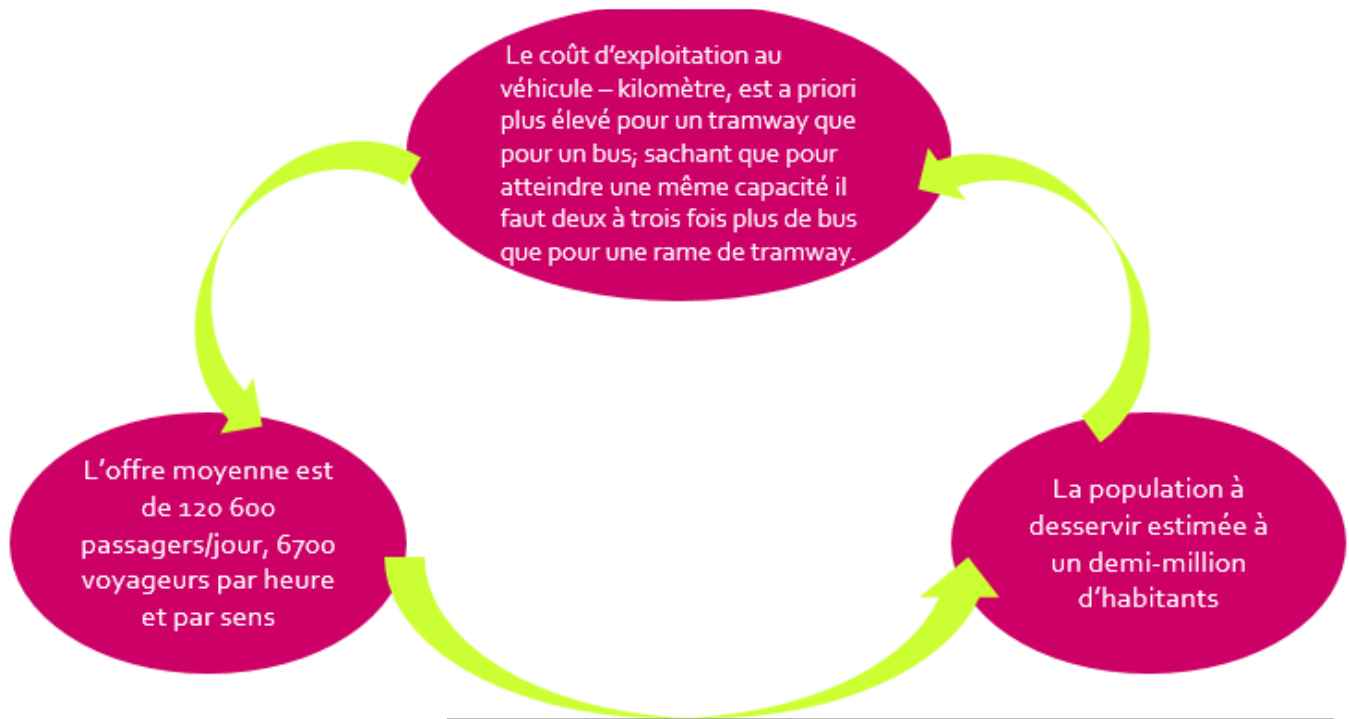 Le coût d'exploitation au
véhicule – kilomètre, est a priori
plus élevé pour un tramway que
pour un bus; sachant que pour
atteindre une même capacité il
faut deux à trois fois plus de bus
que pour une rame de tramway.
L'offre moyenne est
de 120 600
passagers/jour, 6700
voyageurs par heure
et par sens
La population à
desservir estimée à
un demi-million
d'habitants